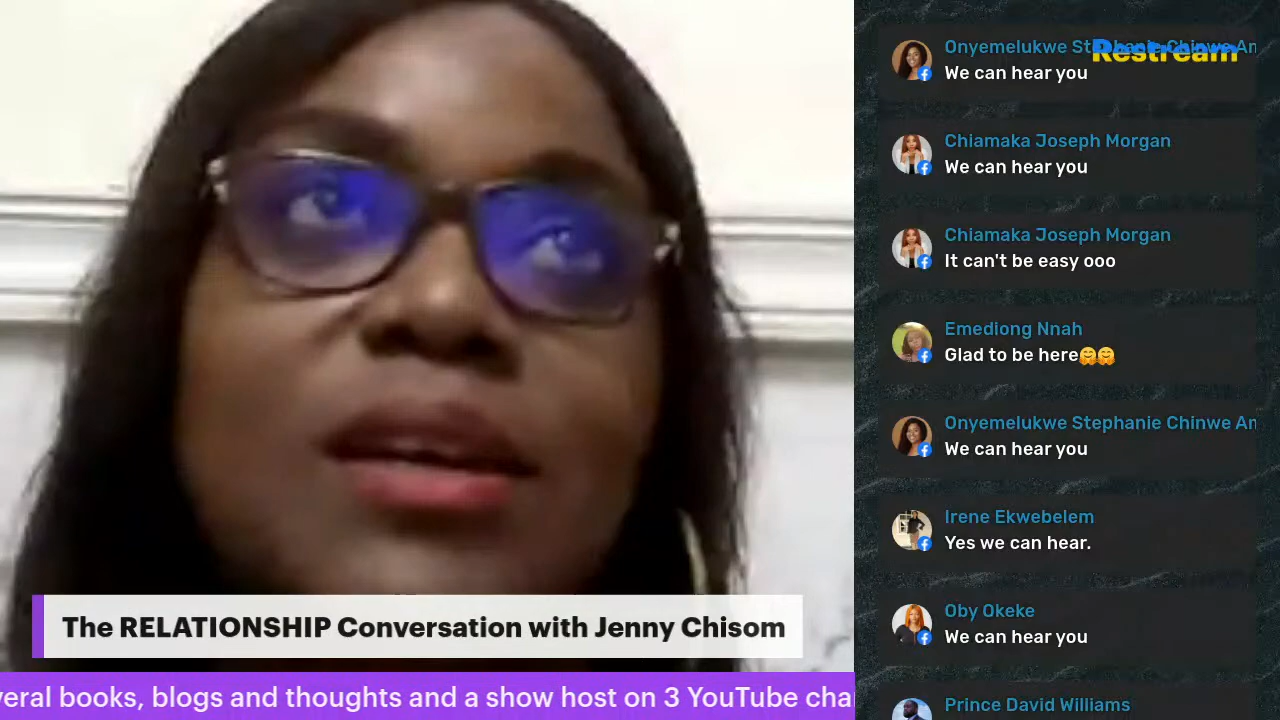 The RELATIONSHIP Conversation with Jenny Chisom
books, blogs and thoughts and a show host on 3 YouTube
Restream
Onyemelukwe
We can hear you
Chiamaka Joseph Morgan
We can hear you
Chiamaka Joseph Morgan
It can't be easy ooo
Emediong Nnah
Glad to be here🤗🤗
Onyemelukwe Stephanie Chinwe
We can hear you
Irene Ekwebelem
Yes we can hear.
Oby Okeke
We can hear you
Prince David Williams